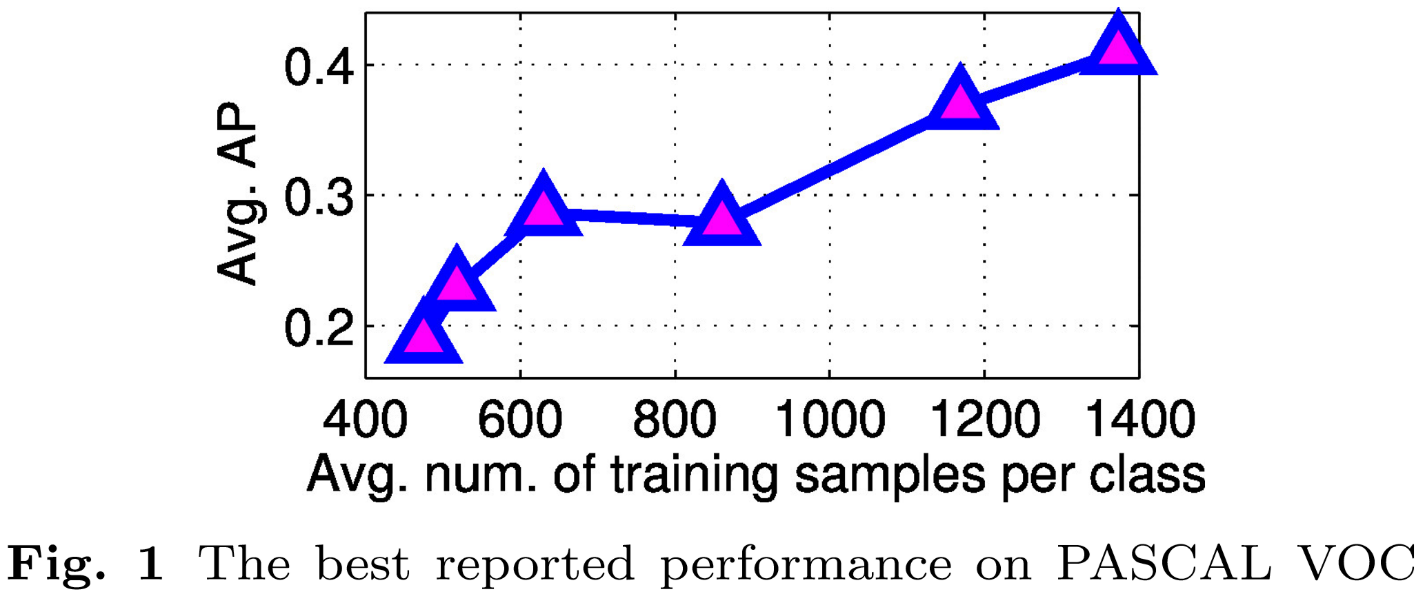 0.4
0.3
0.2
Avg. AP
400 600 800 1000 1200 1400
Avg. num. of training samples per class
Fig. 1 The best reported performance on PASCAL VOC